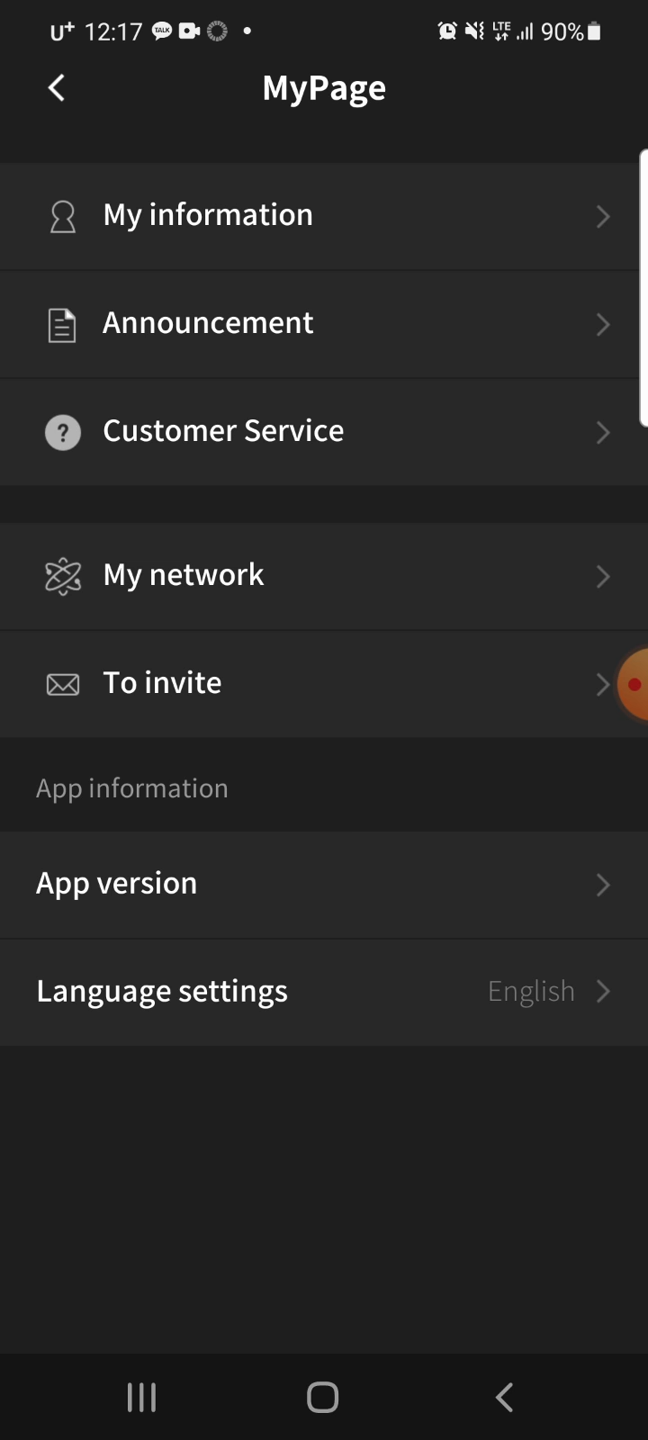 U+ 12:17 TALK LTE 90%
MyPage
My information
Announcement
? Customer Service
My network
To invite
App information
App version
Language settings English